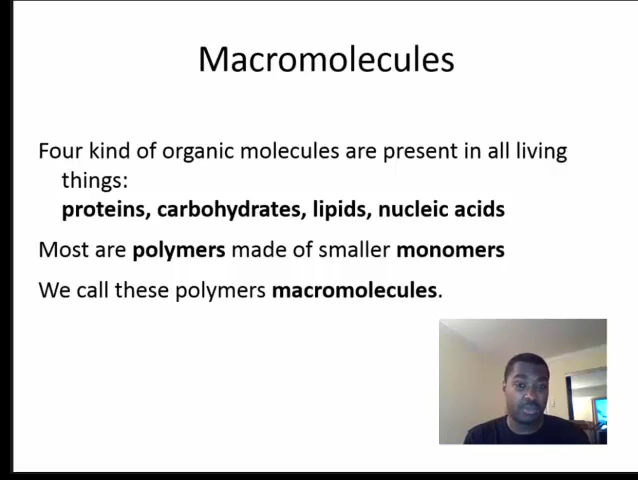 Macromolecules
Four kind of organic molecules are present in all living
things:
proteins, carbohydrates, lipids, nucleic acids
Most are polymers made of smaller monomers
We call these polymers macromolecules.